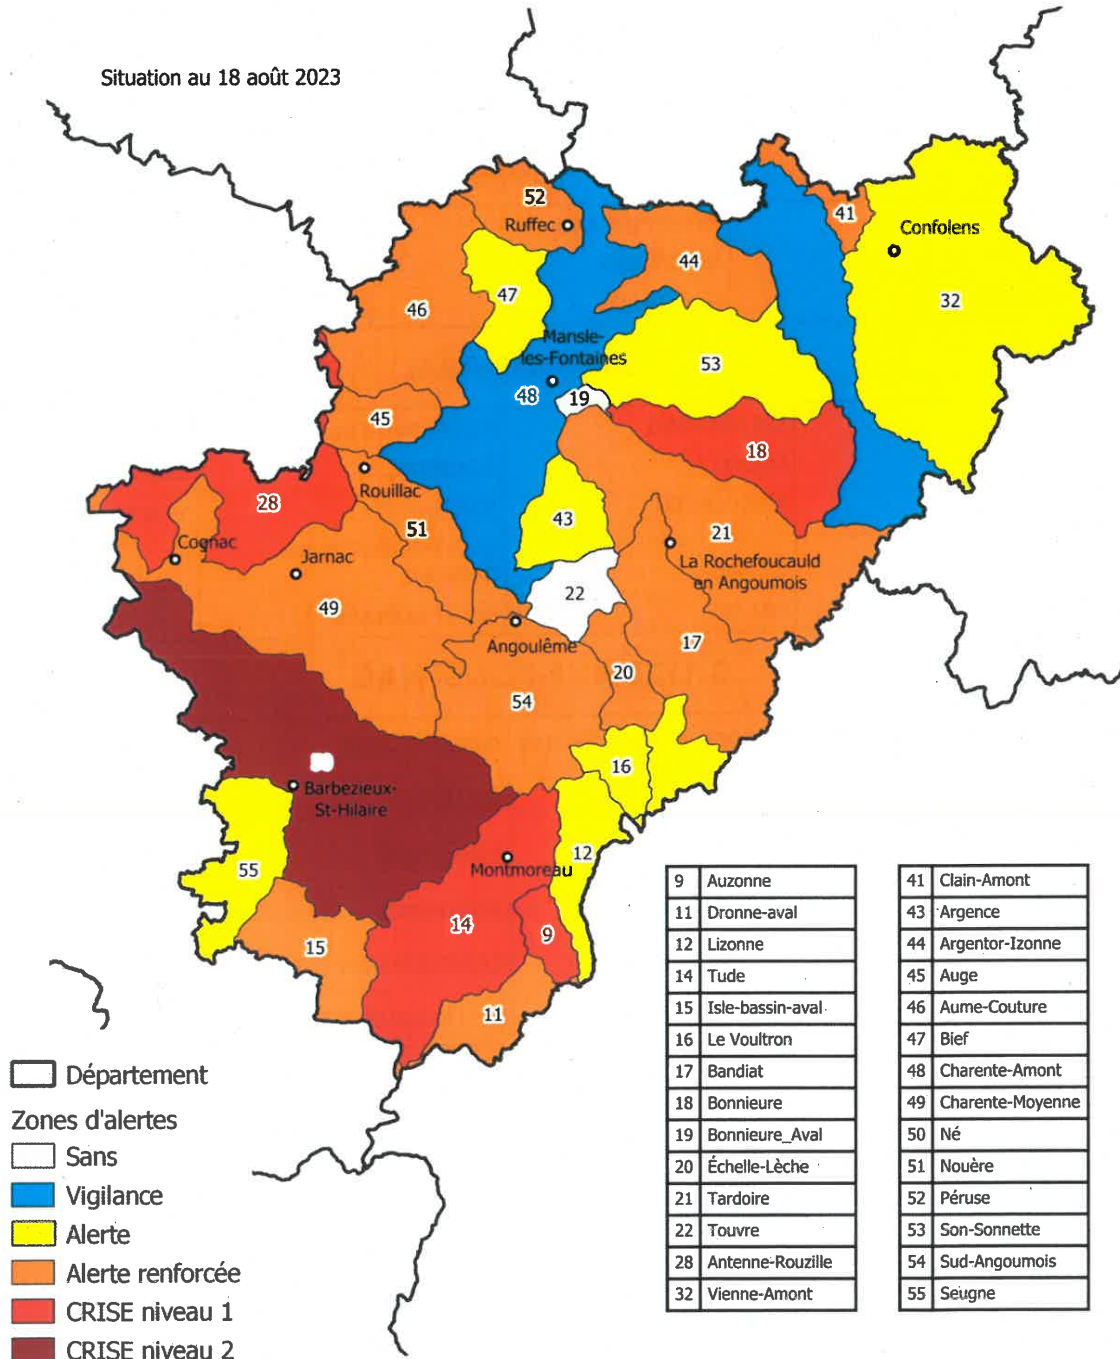 Situation au 18 août 2023
52
Ruffec
41
Confolens
44
47
32
46
Mansle-
les-Fontaines
53
48
19
45
18
Rouillac
28
43
51
21
Cognac
Jarnac
La Rochefoucauld
en Angoumois
22
49
Angoulême
17
20
54
16
Barbezieux-
St-Hilaire
12
55
Montmoreau
14
9
15
11
9 Auzonne
11 Dronne-aval
12 Lizonne
14 Tude
15 Isle-bassin-aval
16 Le Voultron
17 Bandiat
18 Bonnieure
19 Bonnieure_Aval
20 Échelle-Lèche
21 Tardoire
22 Touvre
28 Antenne-Rouzille
32 Vienne-Amont
41 Clain-Amont
43 Argence
44 Argentor-Izonne
45 Auge
46 Aume-Couture
47 Bief
48 Charente-Amont
49 Charente-Moyenne
50 Né
51 Nouère
52 Péruse
53 Son-Sonnette
54 Sud-Angoumois
55 Seugne
Département
Zones d'alertes
Sans
Vigilance
Alerte
Alerte renforcée
CRISE niveau 1
CRISE niveau 2